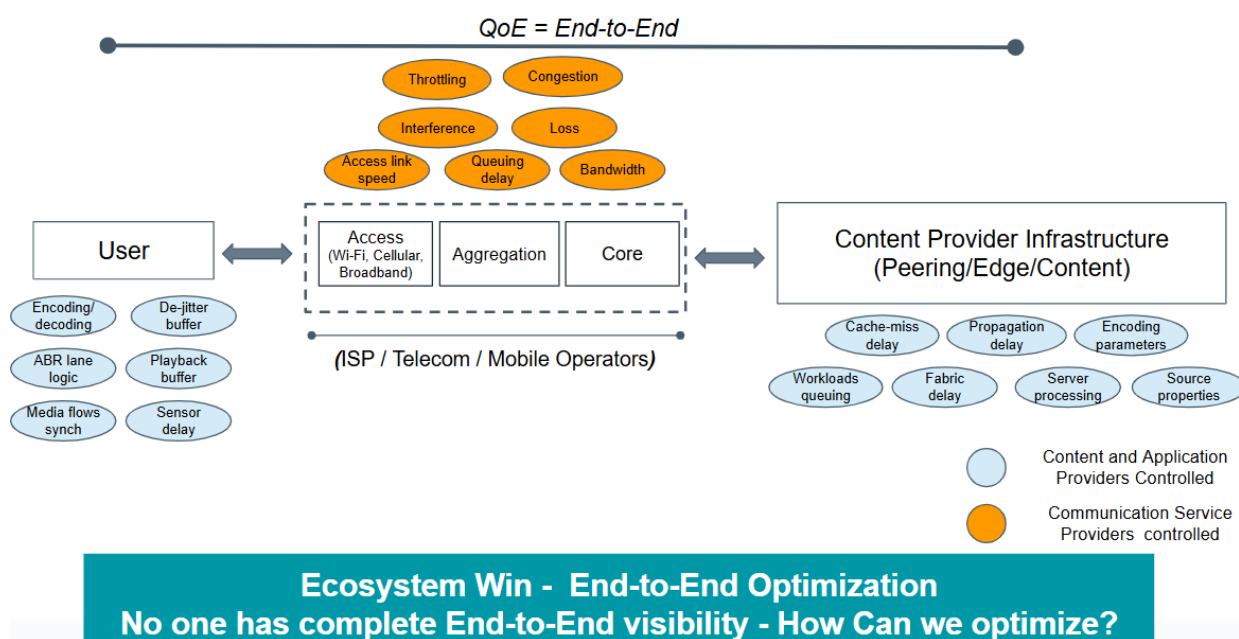 QoE = End-to-End
Throttling
Congestion
Interference
Loss
Access link
speed
Queuing
delay
Bandwidth
User
Access
(Wi-Fi, Cellular,
Broadband)
Aggregation
Core
Content Provider Infrastructure
(Peering/Edge/Content)
Encoding/
decoding
De-jitter
buffer
ABR lane
logic
Playback
buffer
Media flows
synch
Sensor
delay
(ISP / Telecom / Mobile Operators)
Cache-miss
delay
Propagation
delay
Encoding
parameters
Workloads
queuing
Fabric
delay
Server
processing
Source
properties
Content and Application
Providers Controlled
Communication Service
Providers controlled
Ecosystem Win - End-to-End Optimization
No one has complete End-to-End visibility - How Can we optimize?